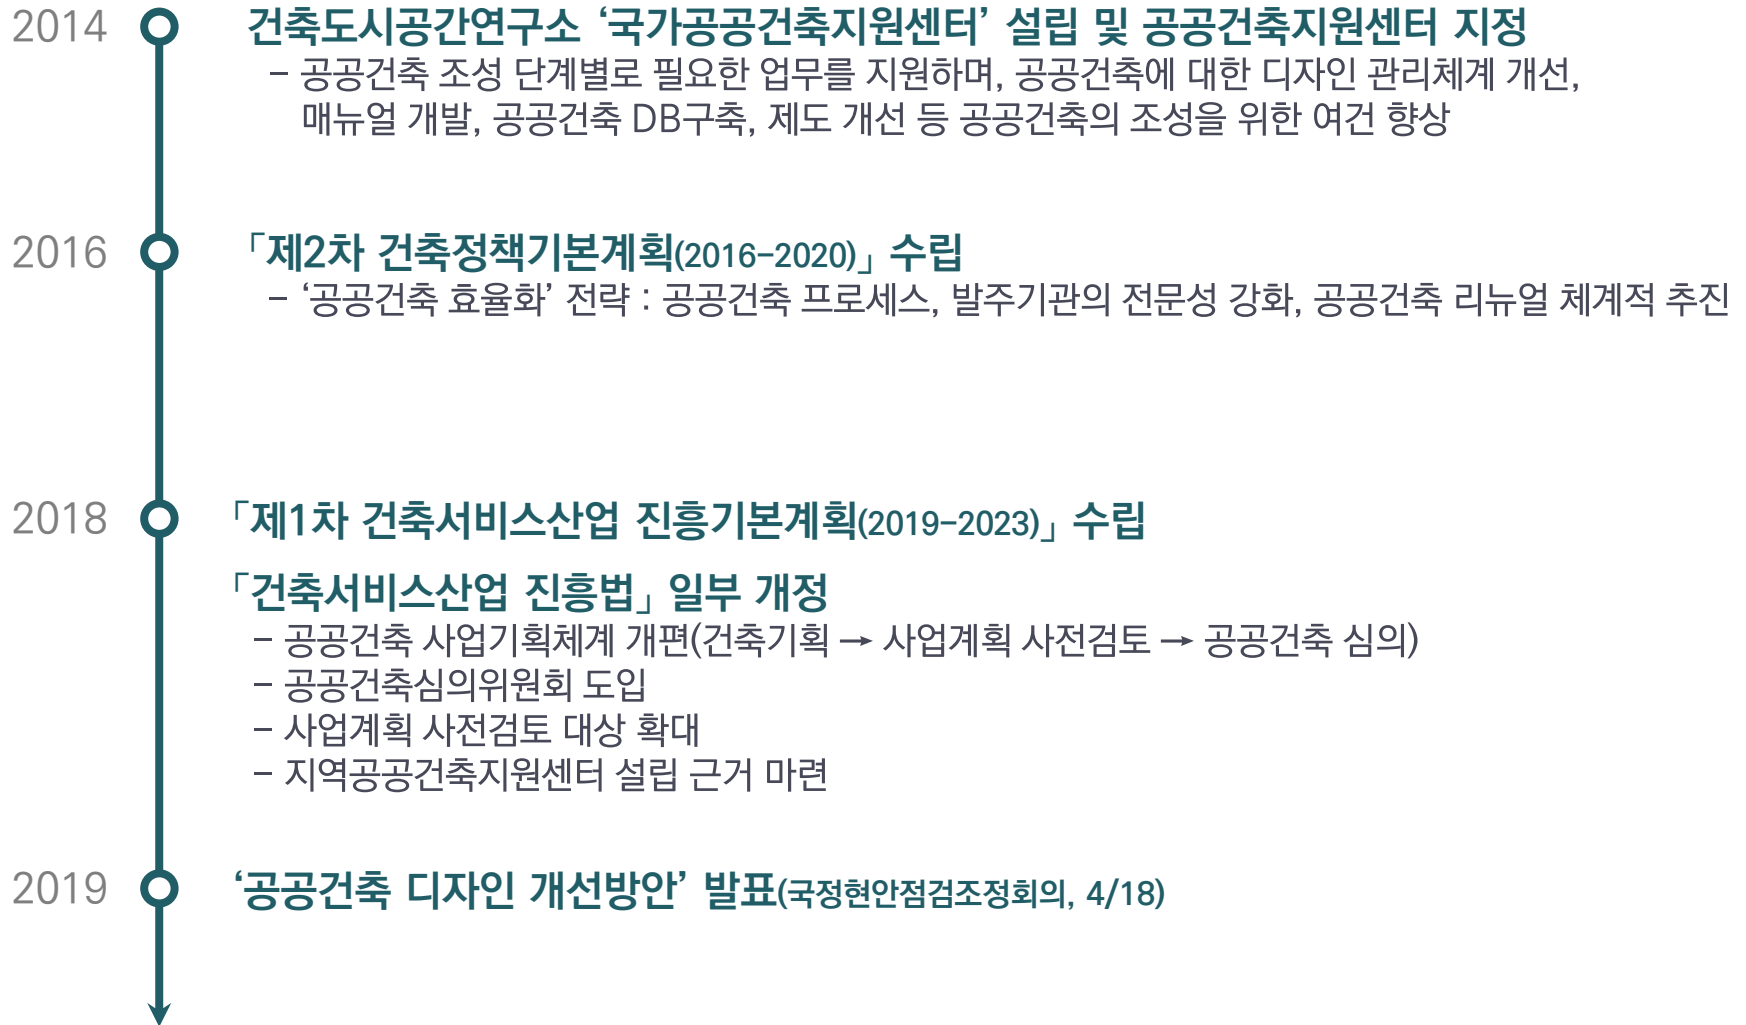 2014 건축도시공간연구소 ‘국가공공건축지원센터’ 설립 및 공공건축지원센터 지정
– 공공건축 조성 단계별로 필요한 업무를 지원하며, 공공건축에 대한 디자인 관리체계 개선,
매뉴얼 개발, 공공건축 DB구축, 제도 개선 등 공공건축의 조성을 위한 여건 향상
2016 「제2차 건축정책기본계획(2016–2020)」 수립
– ‘공공건축 효율화’ 전략 : 공공건축 프로세스, 발주기관의 전문성 강화, 공공건축 리뉴얼 체계적 추진
2018 「제1차 건축서비스산업 진흥기본계획(2019–2023)」 수립
「건축서비스산업 진흥법」 일부 개정
– 공공건축 사업기획체계 개편(건축기획 → 사업계획 사전검토 → 공공건축 심의)
– 공공건축심의위원회 도입
– 사업계획 사전검토 대상 확대
– 지역공공건축지원센터 설립 근거 마련
2019 ‘공공건축 디자인 개선방안’ 발표(국정현안점검조정회의, 4/18)